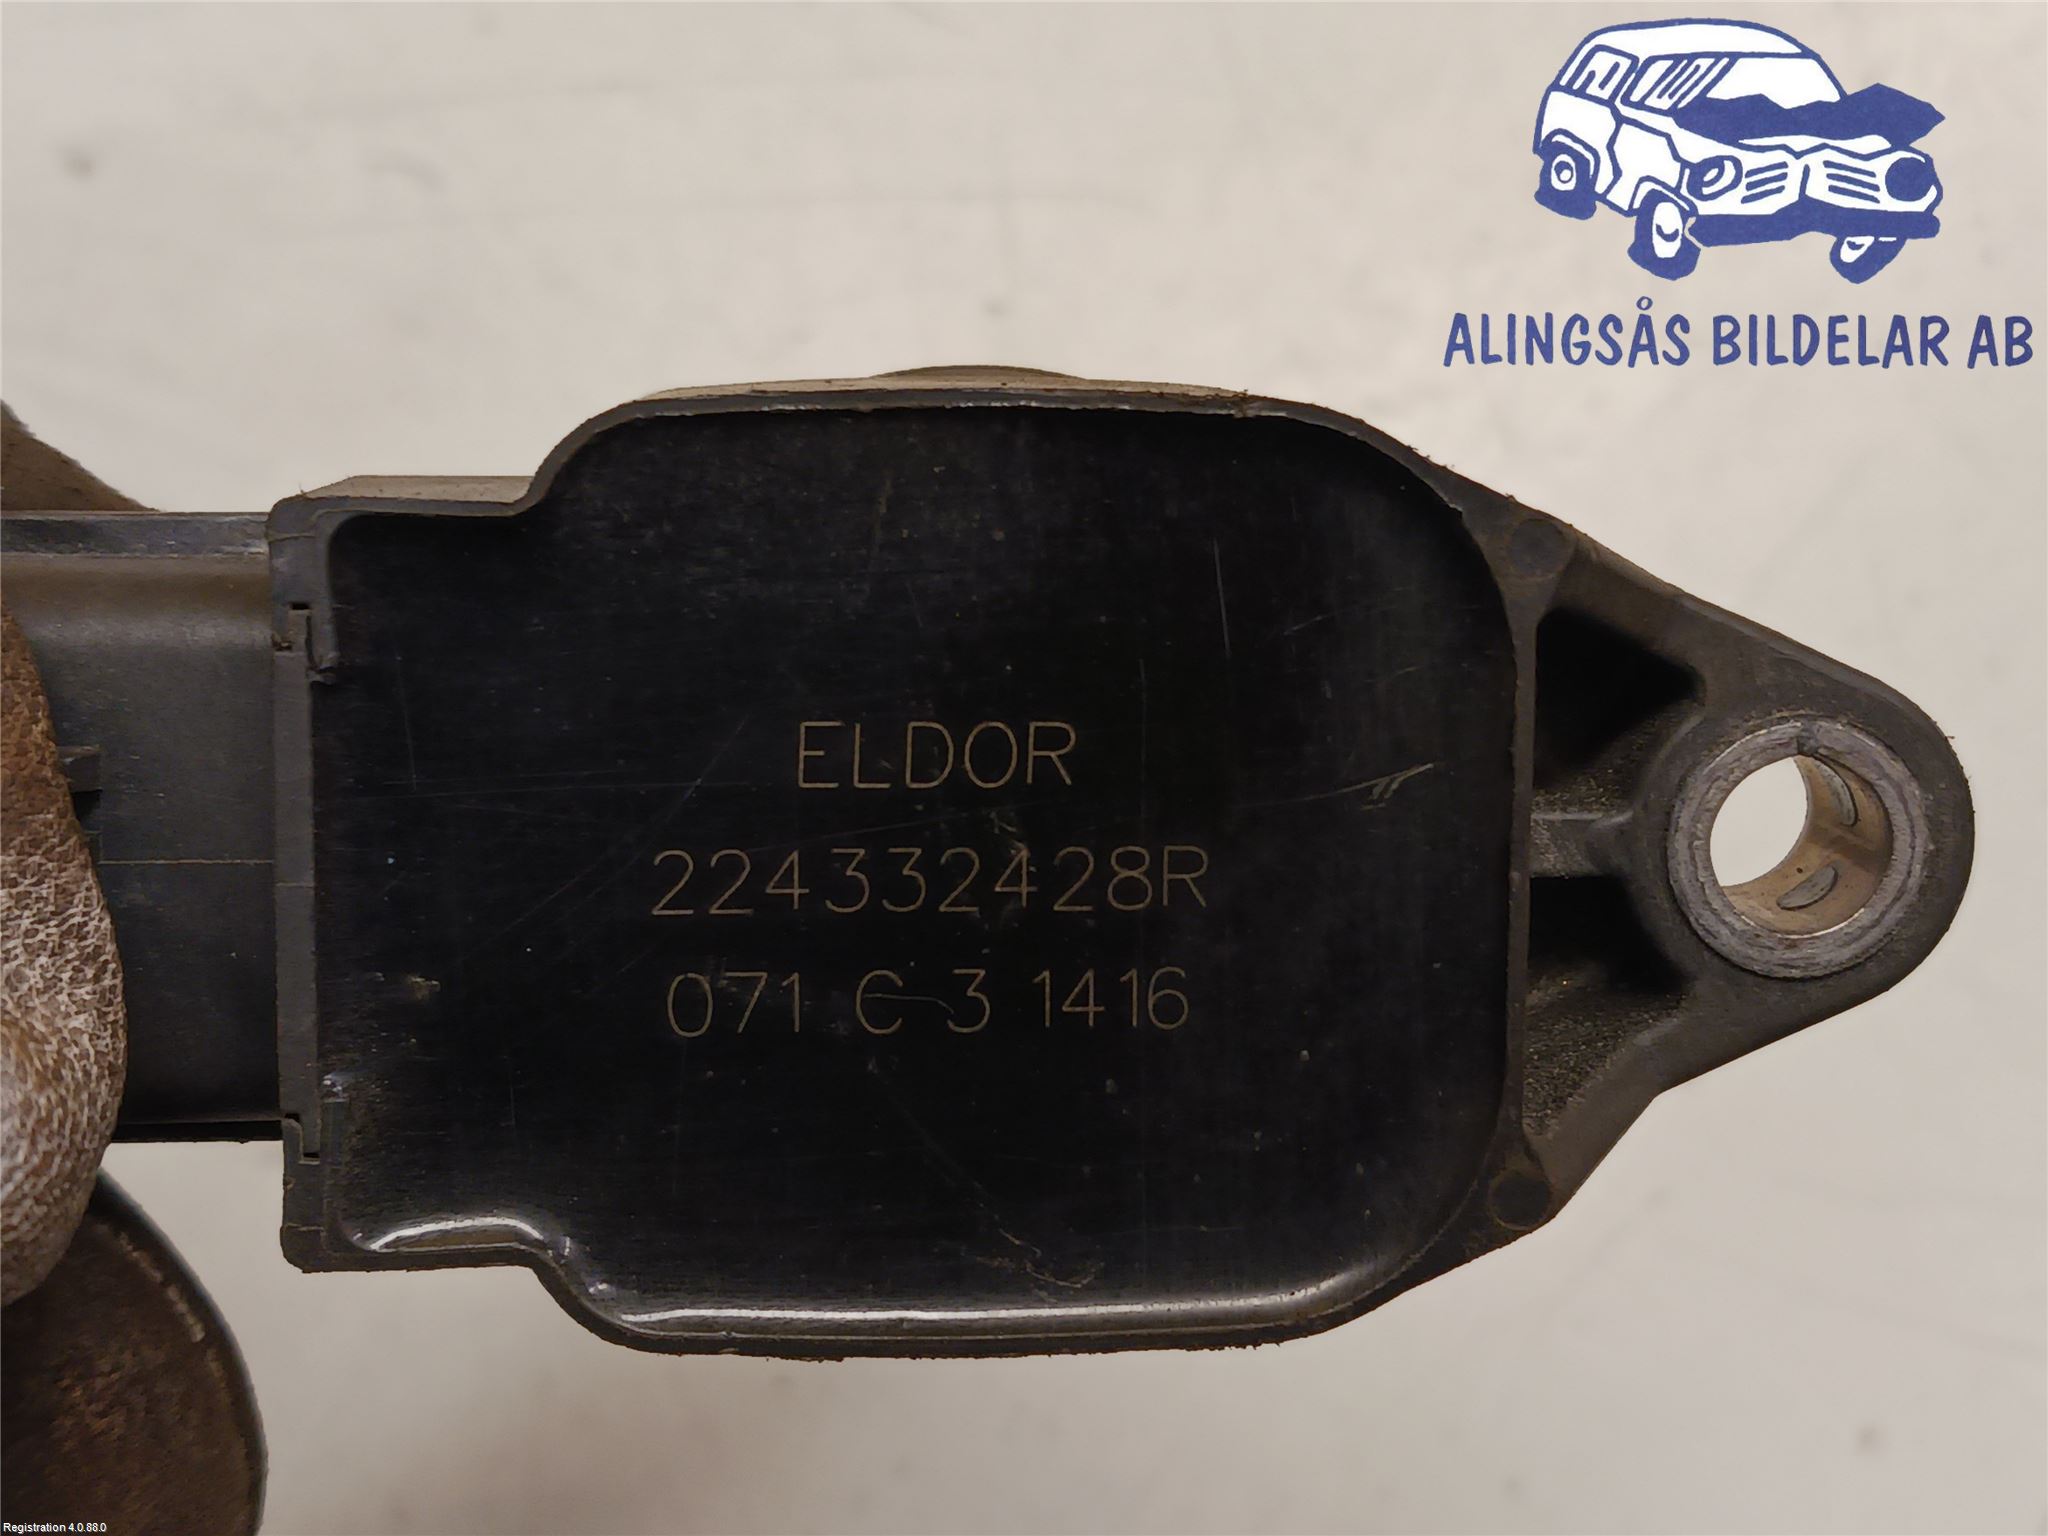 ALINGSÅS BILDELAR AB
ELDOR
224332428R
071 C 3 1416
Registration 4.0.88.0